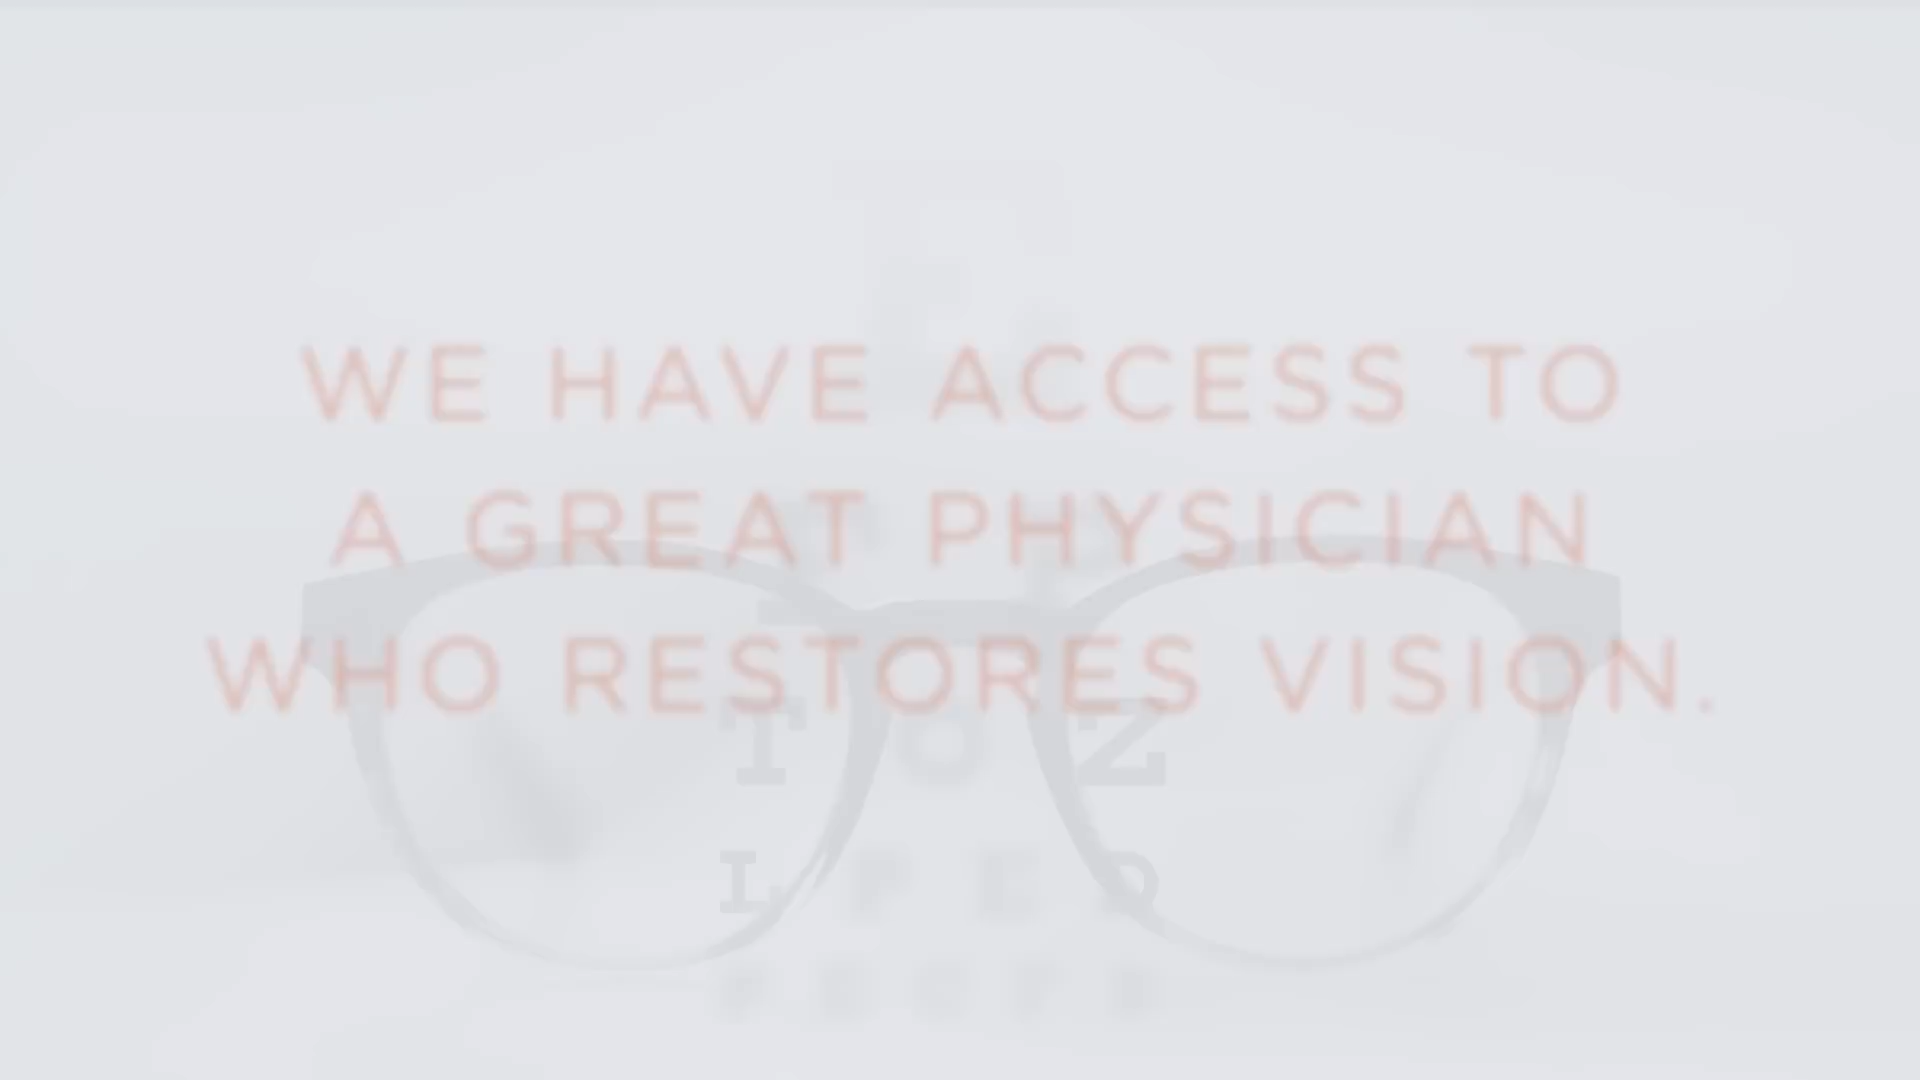 WE HAVE ACCESS TO
A GREAT PHYSICIAN
WHO RESTORES VISION.
T O Z
L P E D